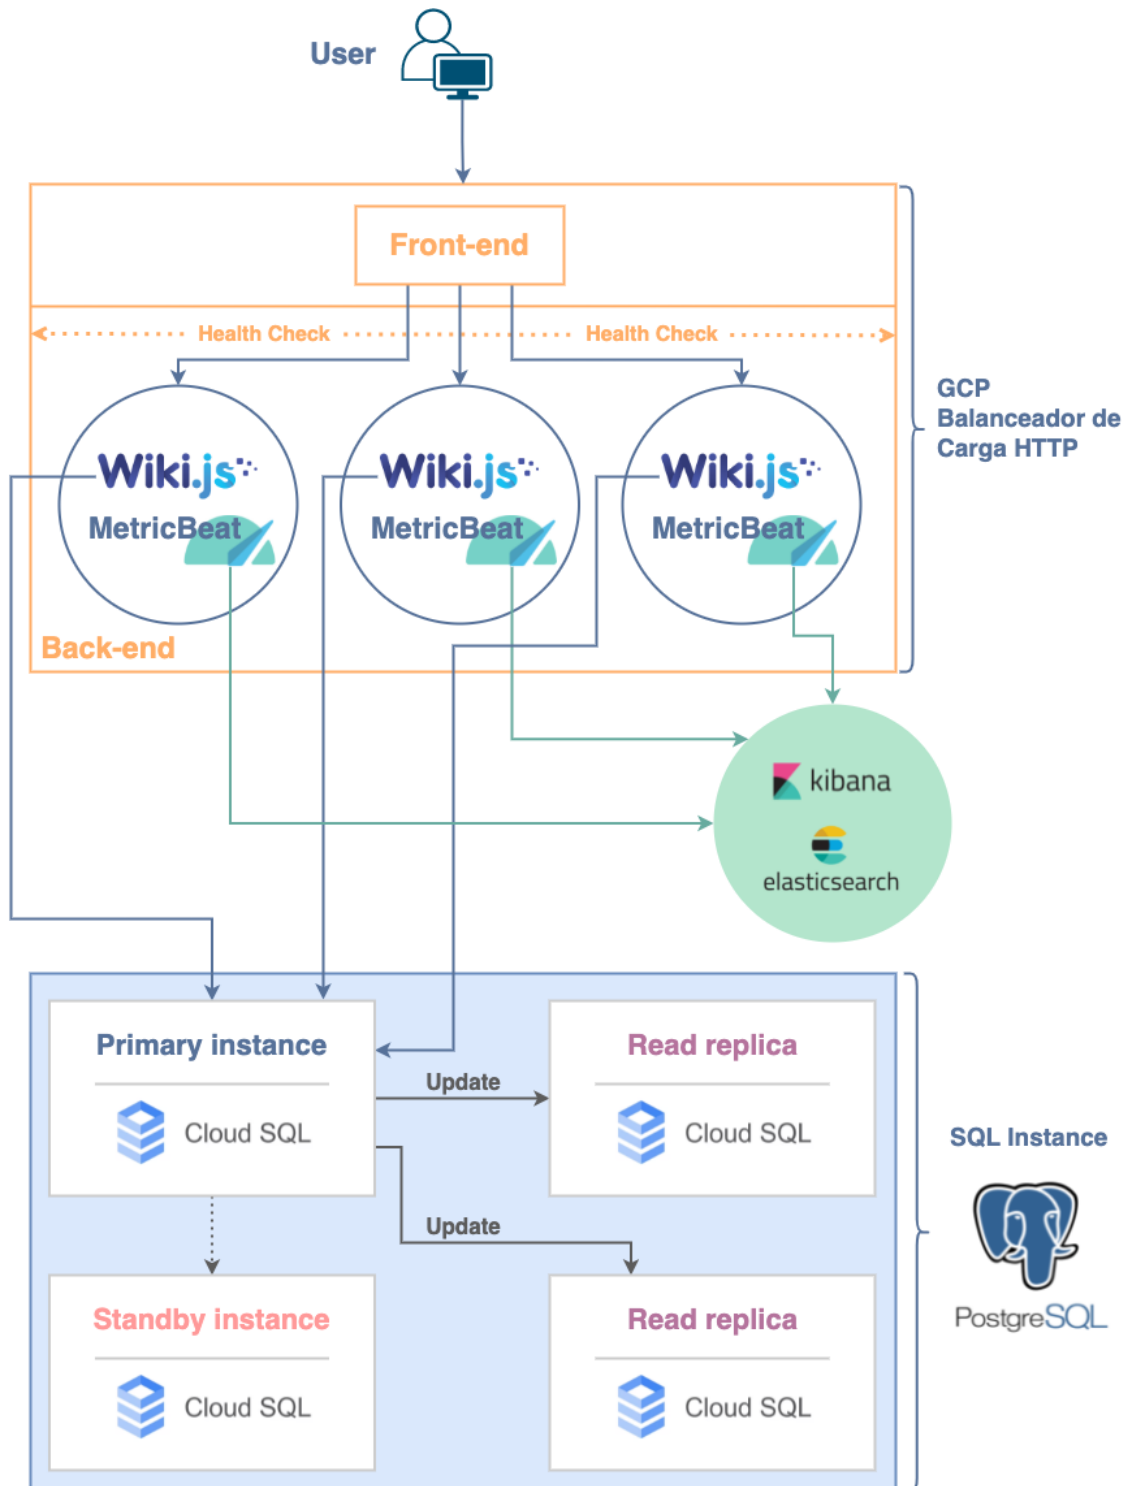 User
Front-end
Health Check
Health Check
GCP
Balanceador de
Carga HTTP
Wiki.js
Wiki.js
Wiki.js
MetricBeat
MetricBeat
MetricBeat
Back-end
kibana
elasticsearch
Primary instance
Cloud SQL
Update
Read replica
Cloud SQL
SQL Instance
PostgreSQL
Update
Standby instance
Cloud SQL
Read replica
Cloud SQL